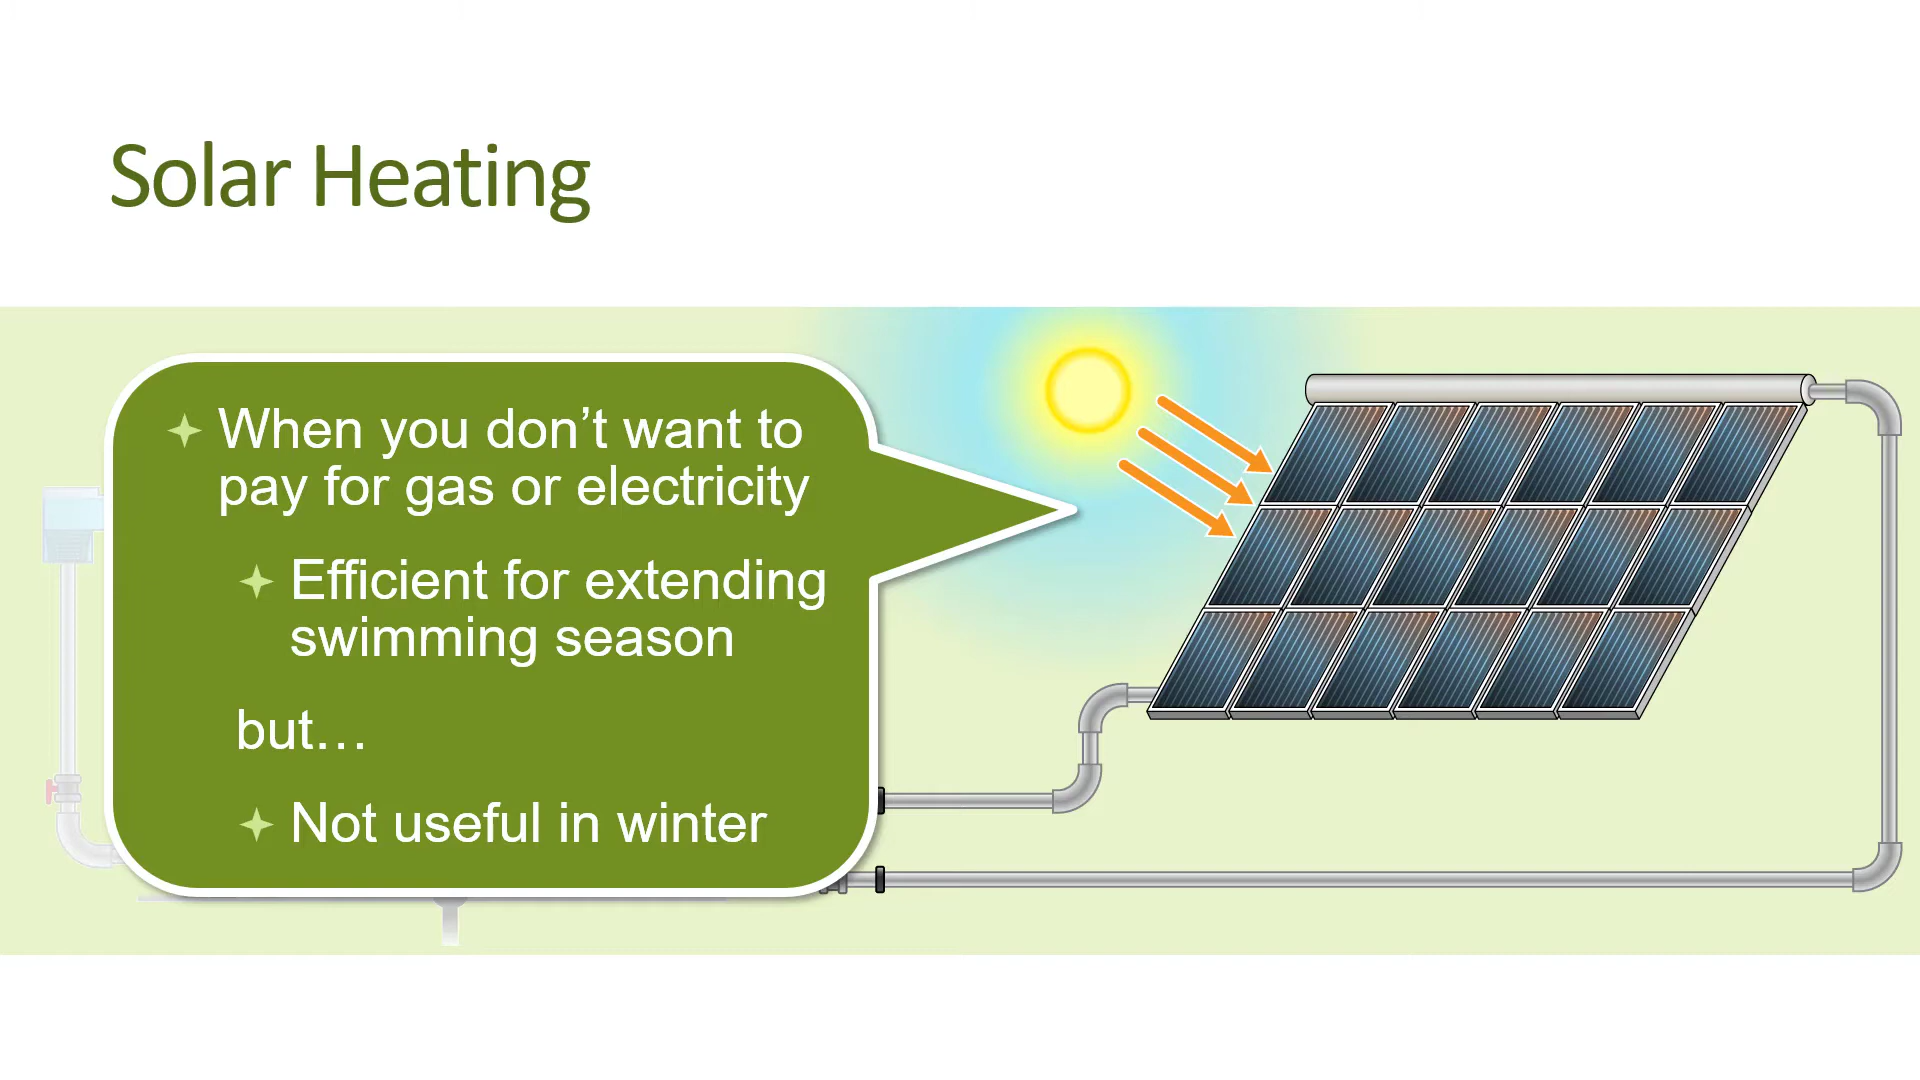 Solar Heating
When you don’t want to
pay for gas or electricity
Efficient for extending
swimming season
but…
Not useful in winter